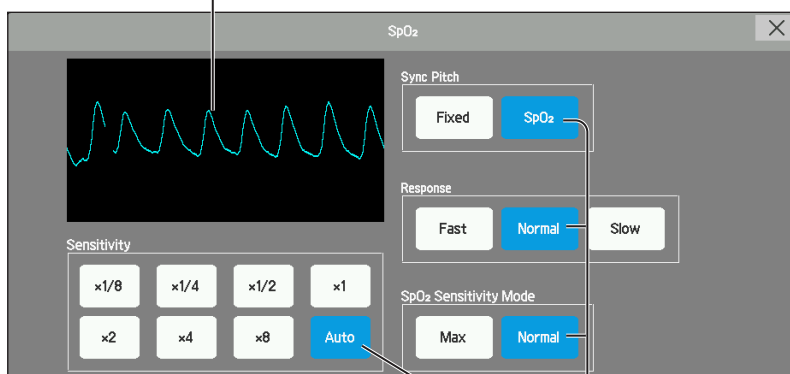 SpO₂
Sync Pitch
Fixed
SpO₂
Response
Fast
Normal
Slow
Sensitivity
×1/8
×1/4
×1/2
×1
×2
×4
×8
Auto
SpO₂ Sensitivity Mode
Max
Normal